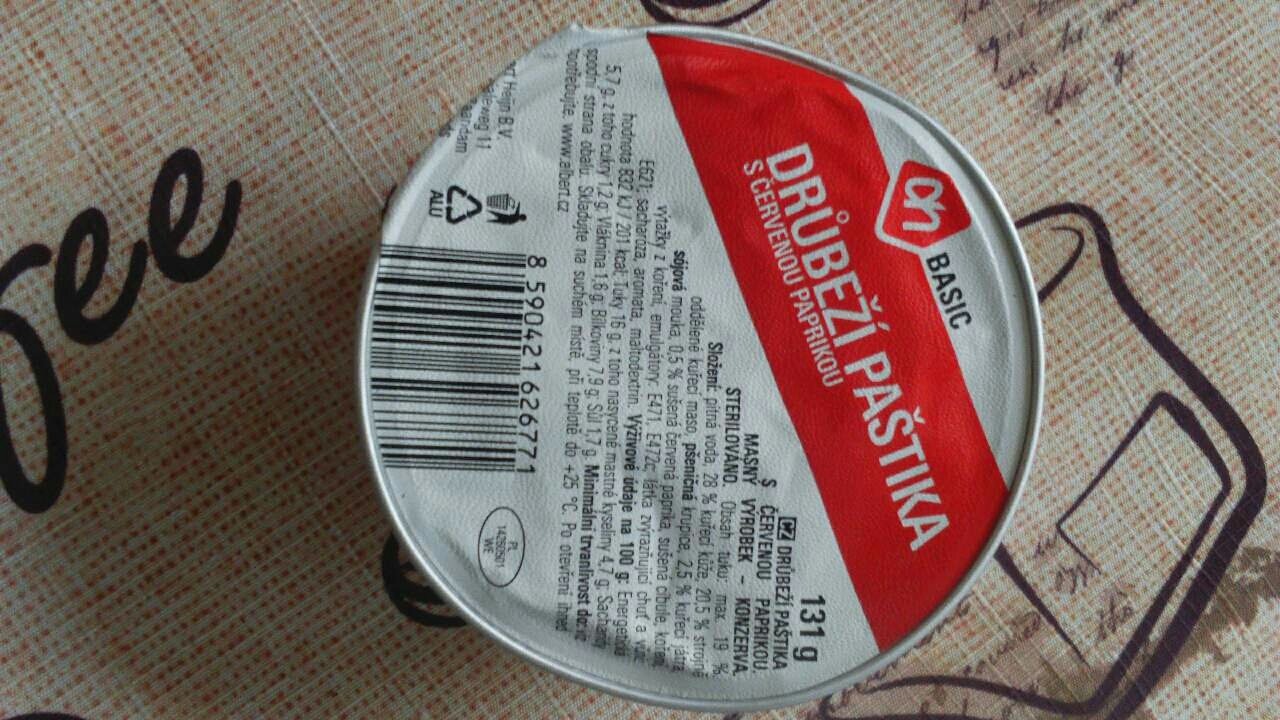 BASIC
DRŮBEŽÍ PAŠTIKA
S ČERVENOU PAPRIKOU
131 g
CZ DRŮBEŽÍ PAŠTIKA
S ČERVENOU PAPRIKOU.
MASNÝ VÝROBEK – KONZERVA.
STERILOVÁNO. Obsah tuku: max. 19 %.
Složení: pitná voda, 28 % kuřecí kůže, 20,5 % strojně
oddělené kuřecí maso, pšeničná krupice, 2,5 % kuřecí játra,
sójová mouka, 0,5 % sušená červená paprika, sušená cibule,
výtažky z koření, emulgátory: E471, E472c; látka zvýrazňující chuť a
E621; sacharóza, aromata, maltodextrin. Výživové údaje na 100 g:
hodnota 832 kJ / 201 kcal; Tuky 16 g, z toho nasycené mastné kyseliny 4,7 g;
5,7 g, z toho cukry 1,2 g; Vláknina 1,6 g; Bílkoviny 7,9 g; Sůl 1,7 g. Minimální trvanlivost do:
spodní strana obalu. Skladujte na suchém místě, při teplotě do +25 °C. Po otevření ihned
spotřebujte. www.albert.cz
Heijn B.V.
11
ALU
8 590421 626771
PL
14260501
WE
ee